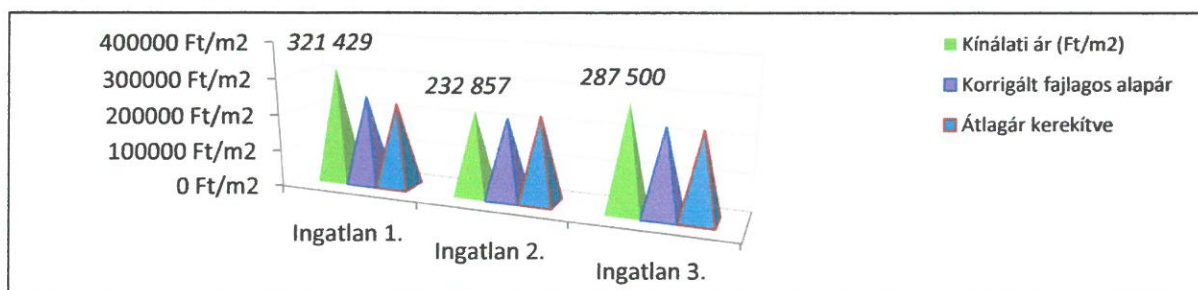 400000 Ft/m2
300000 Ft/m2
200000 Ft/m2
100000 Ft/m2
0 Ft/m2
321 429
232 857
287 500
Ingatlan 1.
Ingatlan 2.
Ingatlan 3.
Kínálati ár (Ft/m2)
Korrigált fajlagos alapár
Átlagár kerekítve